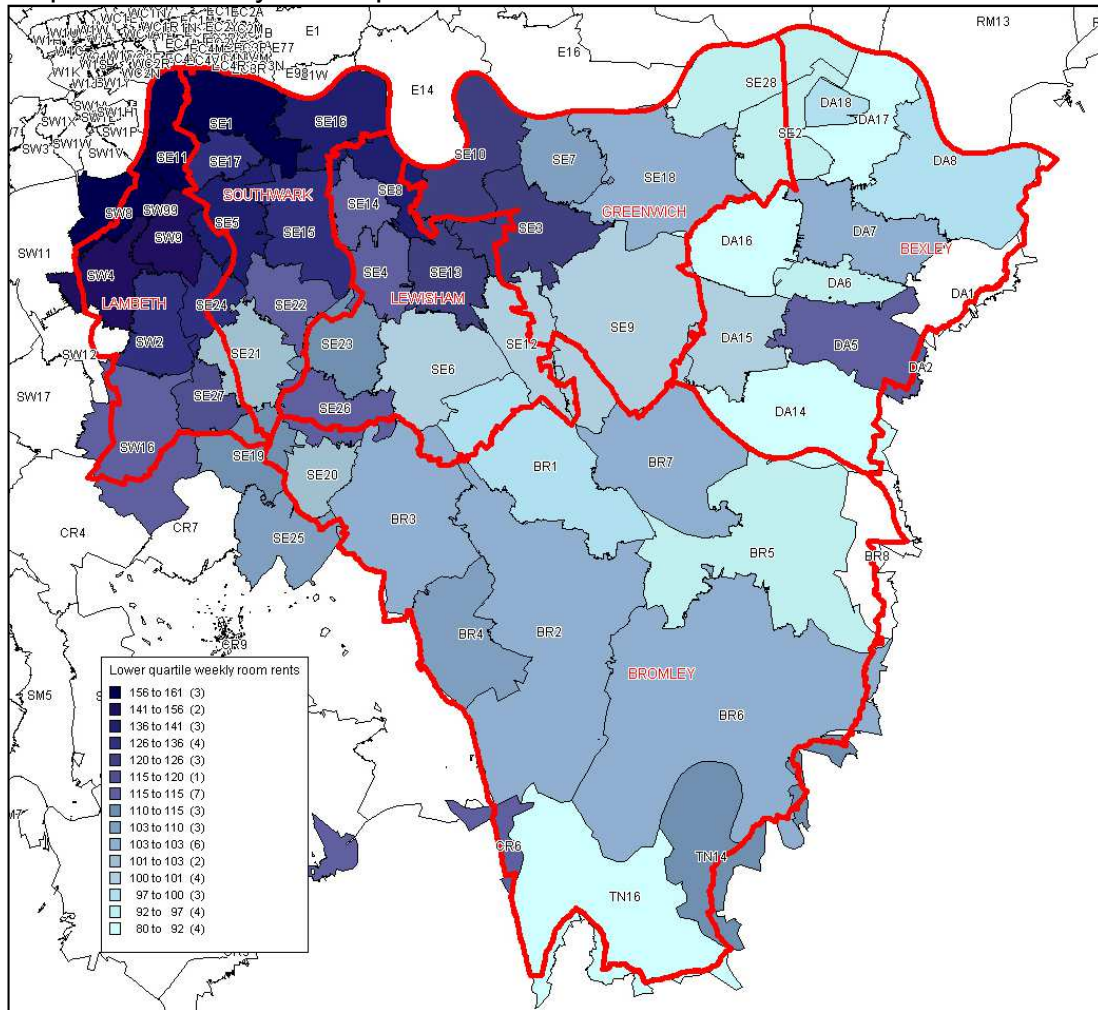 RM13
E1
E16
E14
SW1X
SW1P
SW3
SW1W
SW1V
SE28
DA18
DA17
SE2
DA8
SE1
SE16
SE11
SE17
SE10
SE7
SE18
SOUTHWARK
SE8
SE14
GREENWICH
SW8
SW99
SE5
SE15
SE3
DA16
DA7
BEXLEY
SW11
SW9
SE4
SE13
DA6
SW4
LAMBETH
SE24
SE22
LEWISHAM
DA1
SW2
SE21
SE23
SE9
SE12
DA15
DA5
SW12
SE6
DA2
SW17
SE27
SE26
DA14
SW16
SE19
SE20
BR1
BR7
CR4
CR7
SE25
BR3
BR5
BR8
CR9
BR4
BR2
BROMLEY
BR6
SM5
Lower quartile weekly room rents
156 to 161 (3)
141 to 156 (2)
136 to 141 (3)
126 to 136 (4)
120 to 126 (3)
115 to 120 (1)
115 to 115 (7)
110 to 115 (3)
103 to 110 (3)
103 to 103 (6)
101 to 103 (2)
100 to 101 (4)
97 to 100 (3)
92 to 97 (4)
80 to 92 (4)
CR6
TN14
TN16